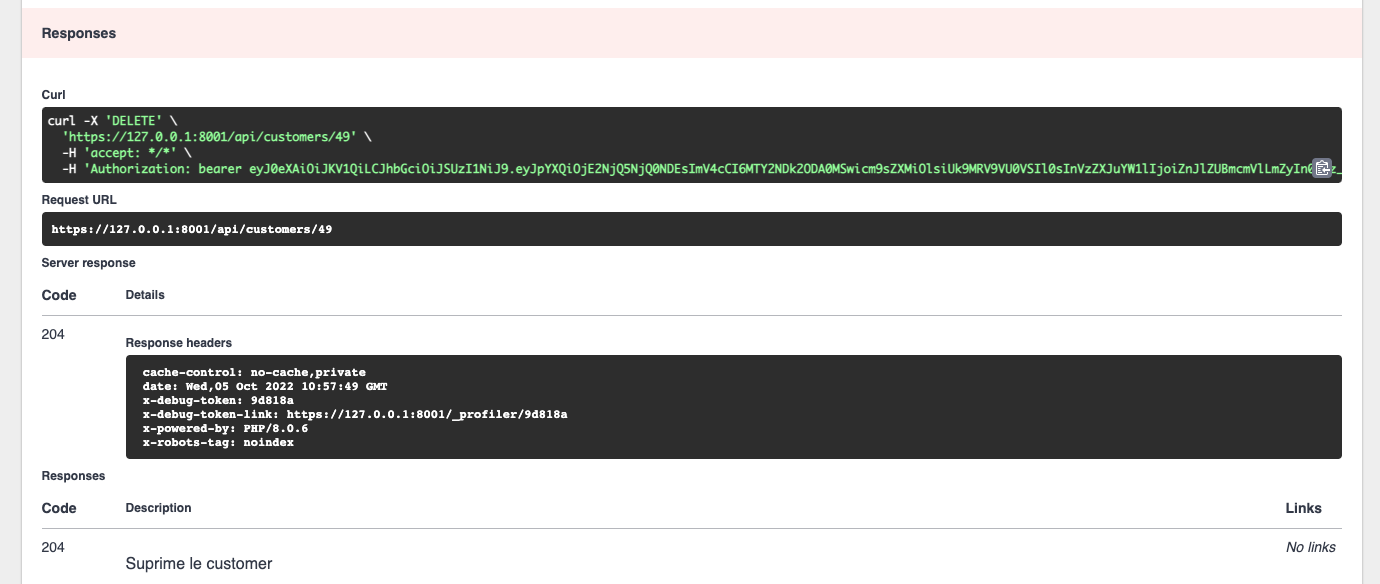 Responses
Curl
curl -X 'DELETE' \
'https://127.0.0.1:8001/api/customers/49' \
-H 'accept: */*' \
-H 'Authorization: bearer eyJ0eXAiOiJKV1QiLCJhbGciOiJSUzI1NiJ9.eyJpYXQiOjE2NjQ5NjQ0NDEsImV4cCI6MTY2NDk2ODA0MSwicm9sZXMiOlsiUk9MRV9VU0VSIl0sInVzZXJuYW1lIjoiZnJlZUBmcmVlLmZyIn0
Request URL
https://127.0.0.1:8001/api/customers/49
Server response
Code Details
204
Response headers
cache-control: no-cache,private
date: Wed,05 Oct 2022 10:57:49 GMT
x-debug-token: 9d818a
x-debug-token-link: https://127.0.0.1:8001/_profiler/9d818a
x-powered-by: PHP/8.0.6
x-robots-tag: noindex
Responses
Code Description Links
204 No links
Suprime le customer